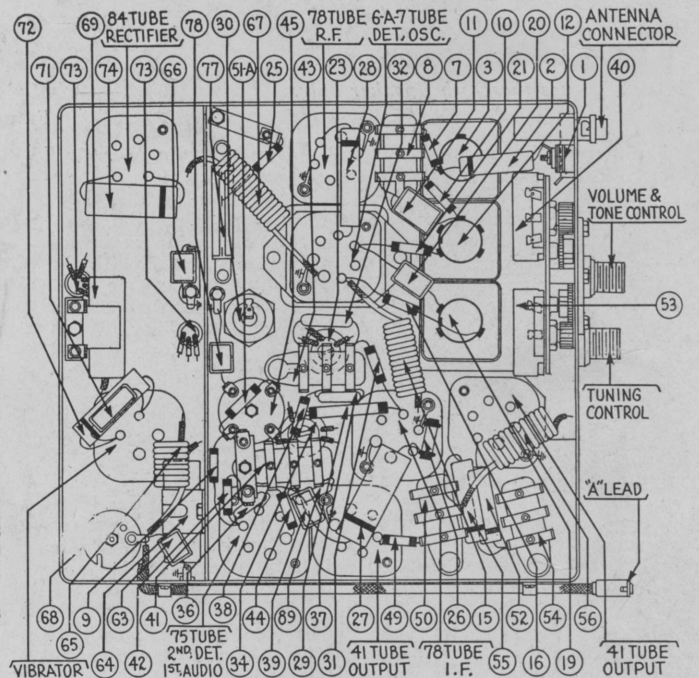 72 69 84 TUBE RECTIFIER 78 30 67 45 78 TUBE R.F. 6-A-7 TUBE DET. OSC. 11 10 20 12 ANTENNA CONNECTOR
71 73 74 73 66 77 51-A 25 43 23 28 32 8 7 3 21 2 1 40
VOLUME & TONE CONTROL
53
TUNING CONTROL
"A" LEAD
68 65 9 63 41 36 38 44 89 37 27 49 50 26 15 52 54 56
VIBRATOR 64 42 75 TUBE 2ND. DET. 1ST. AUDIO 34 39 29 31 41 TUBE OUTPUT 78 TUBE I.F. 55 16 19 41 TUBE OUTPUT